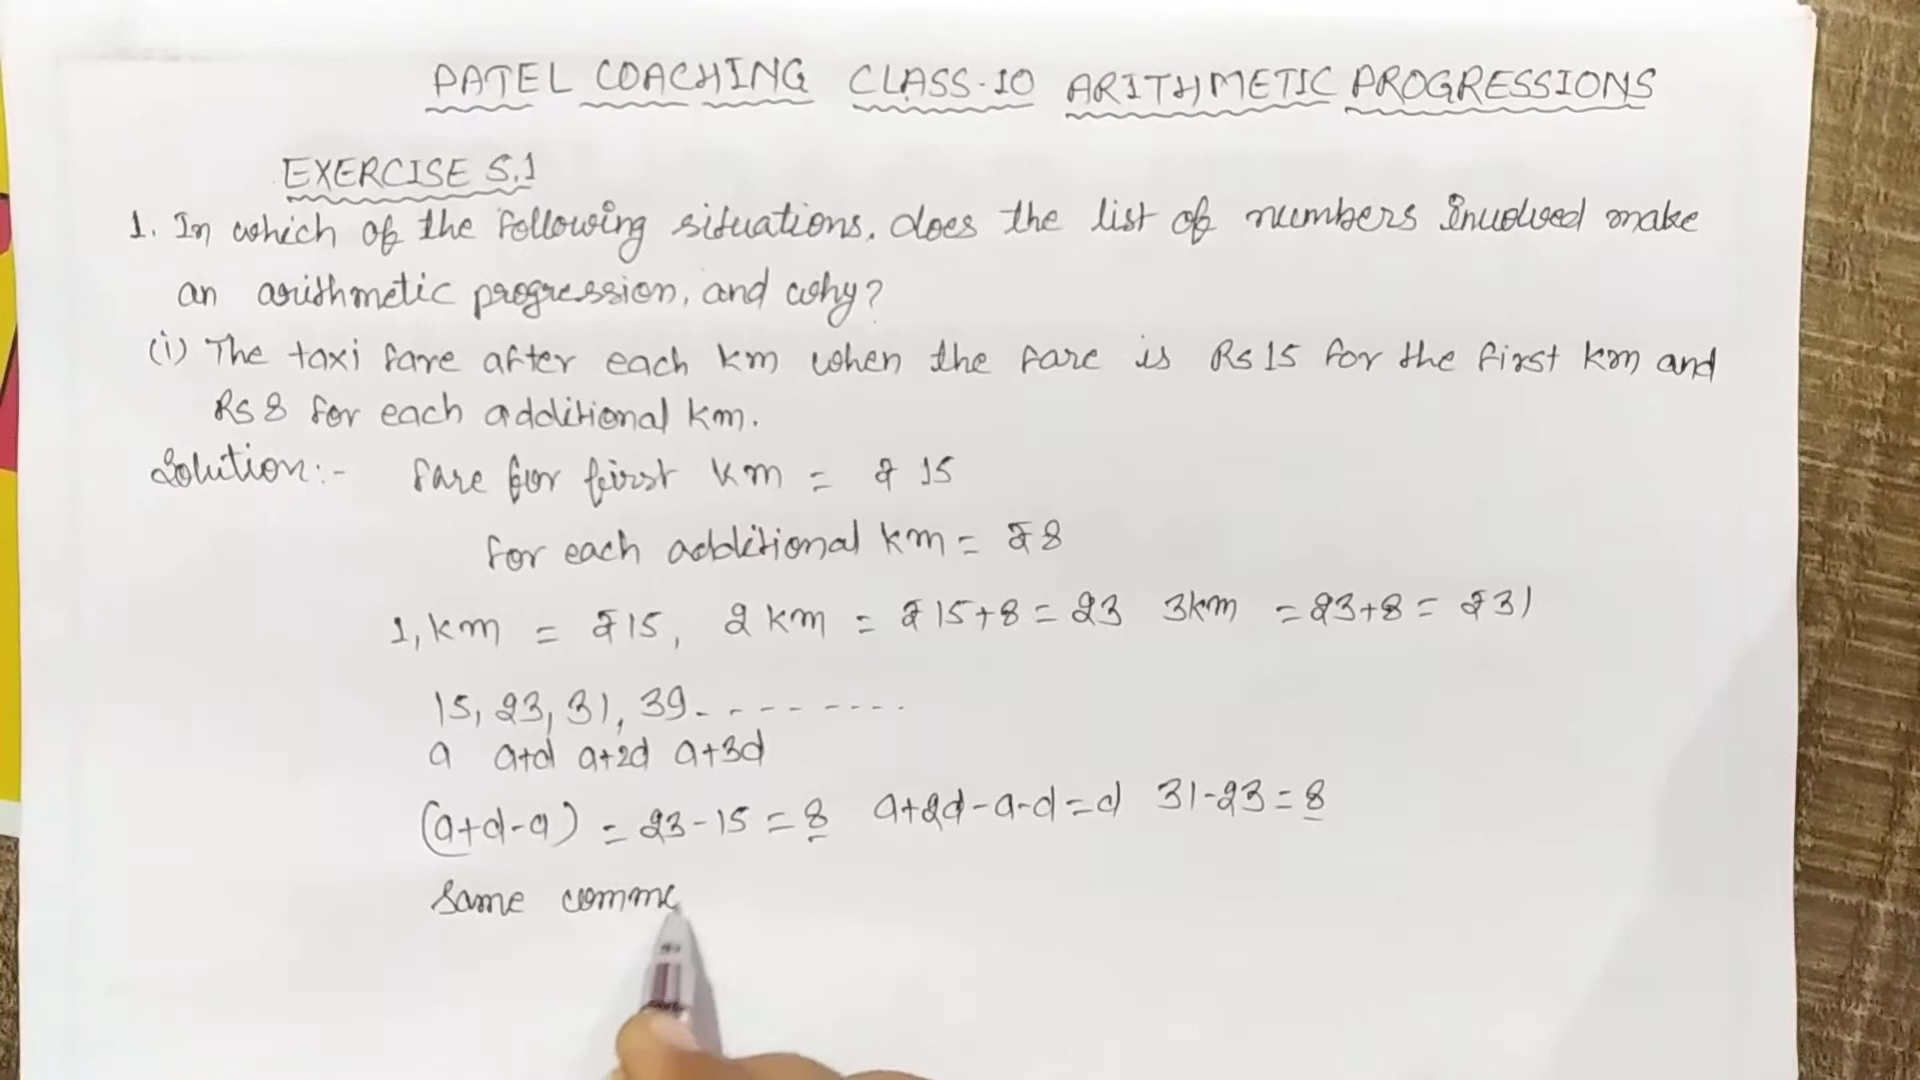 PATEL COACHING CLASS-10 ARITHMETIC PROGRESSIONS
EXERCISE 5.1
1. In which of the following situations, does the list of numbers involved make
an arithmetic progression, and why?
(i) The taxi fare after each km when the fare is Rs 15 for the first km and
Rs 8 for each additional km.
Solution:- fare for first km = ₹ 15
for each additional km = ₹8
1, km = ₹15, 2 km = ₹15+8 = 23 3km = 23+8 = ₹31
15, 23, 31, 39 - - - - - - - - -
a a+d a+2d a+3d
(a+d-a) = 23-15 = 8 a+2d-a-d=d 31-23=8
Same comme